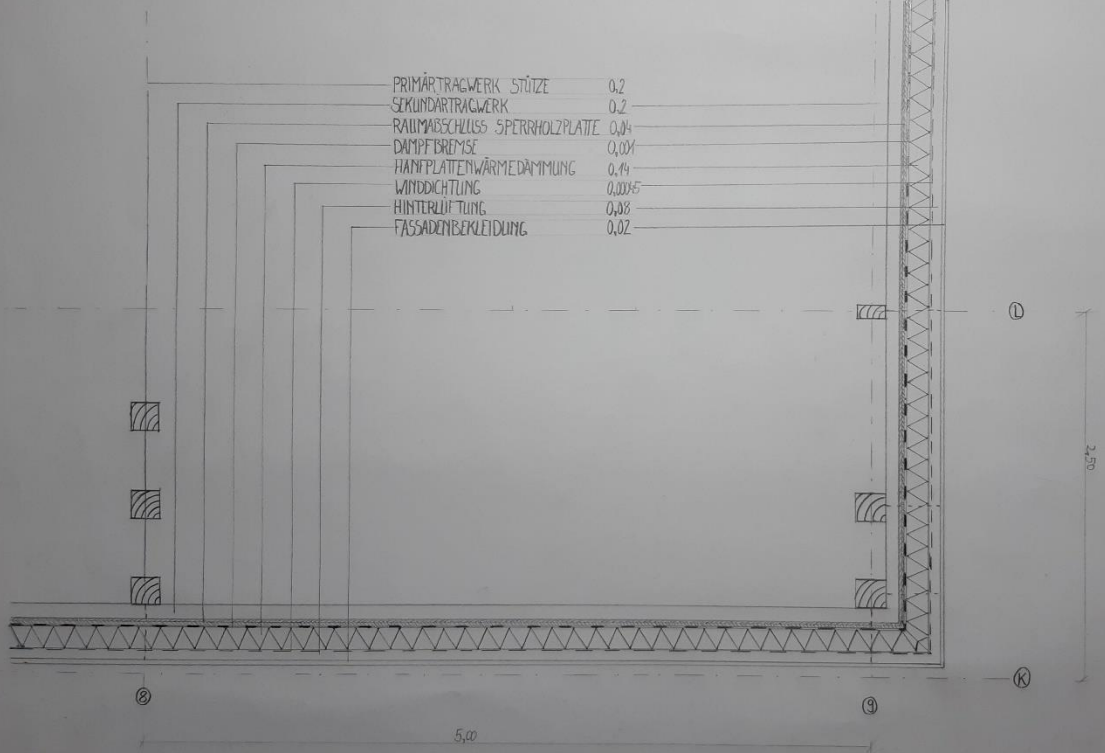 PRIMÄRTRAGWERK STÜTZE 0,2
SEKUNDÄRTRAGWERK 0,2
RAUMABSCHLUSS SPERRHOLZPLATTE 0,04
DAMPFBREMSE 0,001
HANFPLATTENWÄRMEDÄMMUNG 0,14
WINDDICHTUNG 0,00045
HINTERLÜFTUNG 0,08
FASSADENBEKLEIDUNG 0,02
L
2,50
K
8
9
5,00